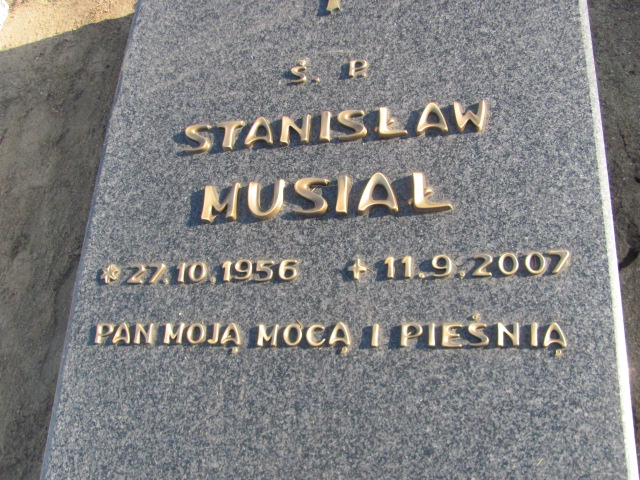 Ś. P.
STANISŁAW
MUSIAŁ
* 27.10.1956 + 11.9.2007
PAN MOJĄ MOCĄ I PIEŚNIĄ